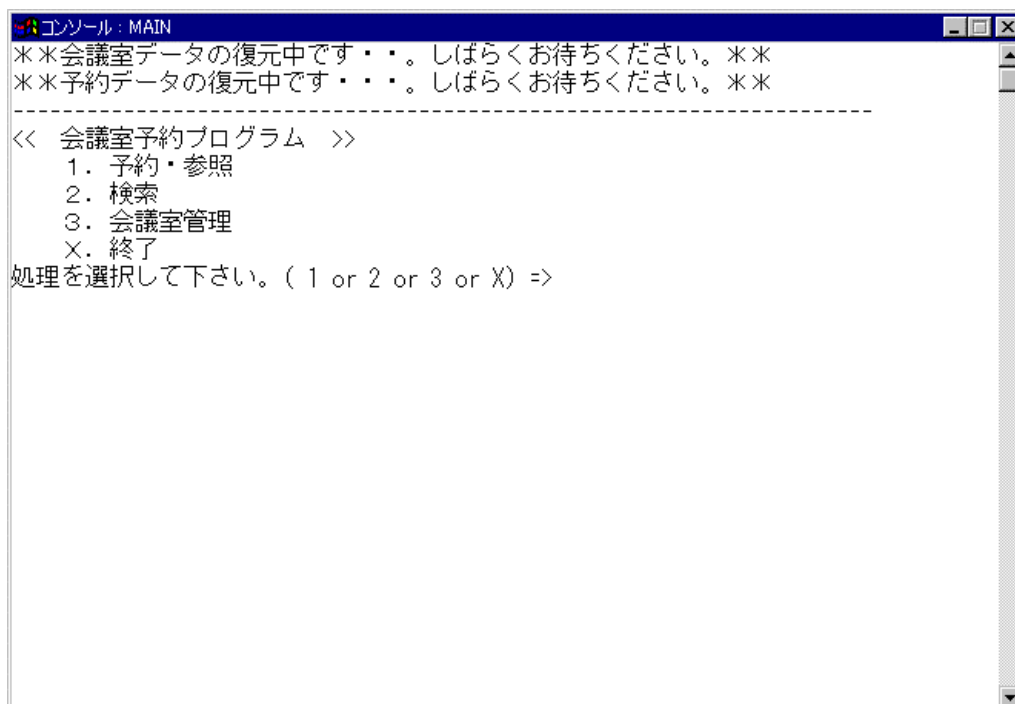 コンソール : MAIN
＊＊会議室データの復元中です・・。しばらくお待ちください。＊＊
＊＊予約データの復元中です・・・。しばらくお待ちください。＊＊
------------------------------------------------------------------------
<<　会議室予約プログラム　>>
１．予約・参照
２．検索
３．会議室管理
Ｘ．終了
処理を選択して下さい。( 1 or 2 or 3 or X) =>